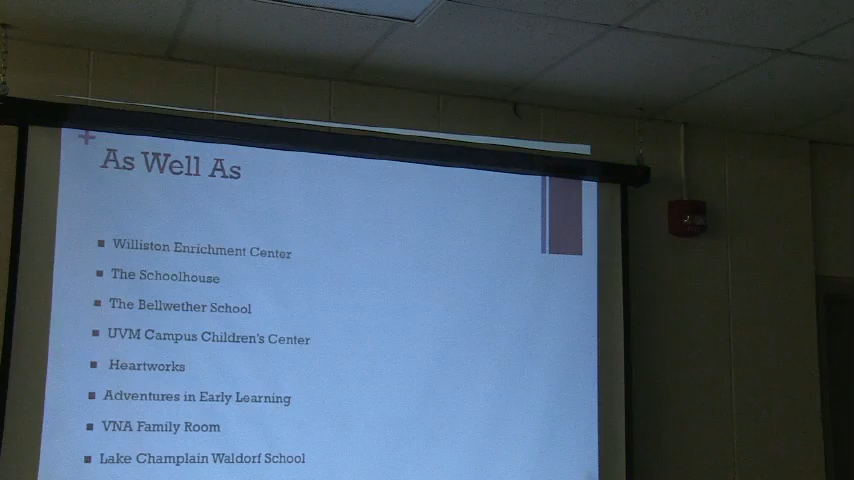 +
As Well As
Williston Enrichment Center
The Schoolhouse
The Bellwether School
UVM Campus Children's Center
Heartworks
Adventures in Early Learning
VNA Family Room
Lake Champlain Waldorf School